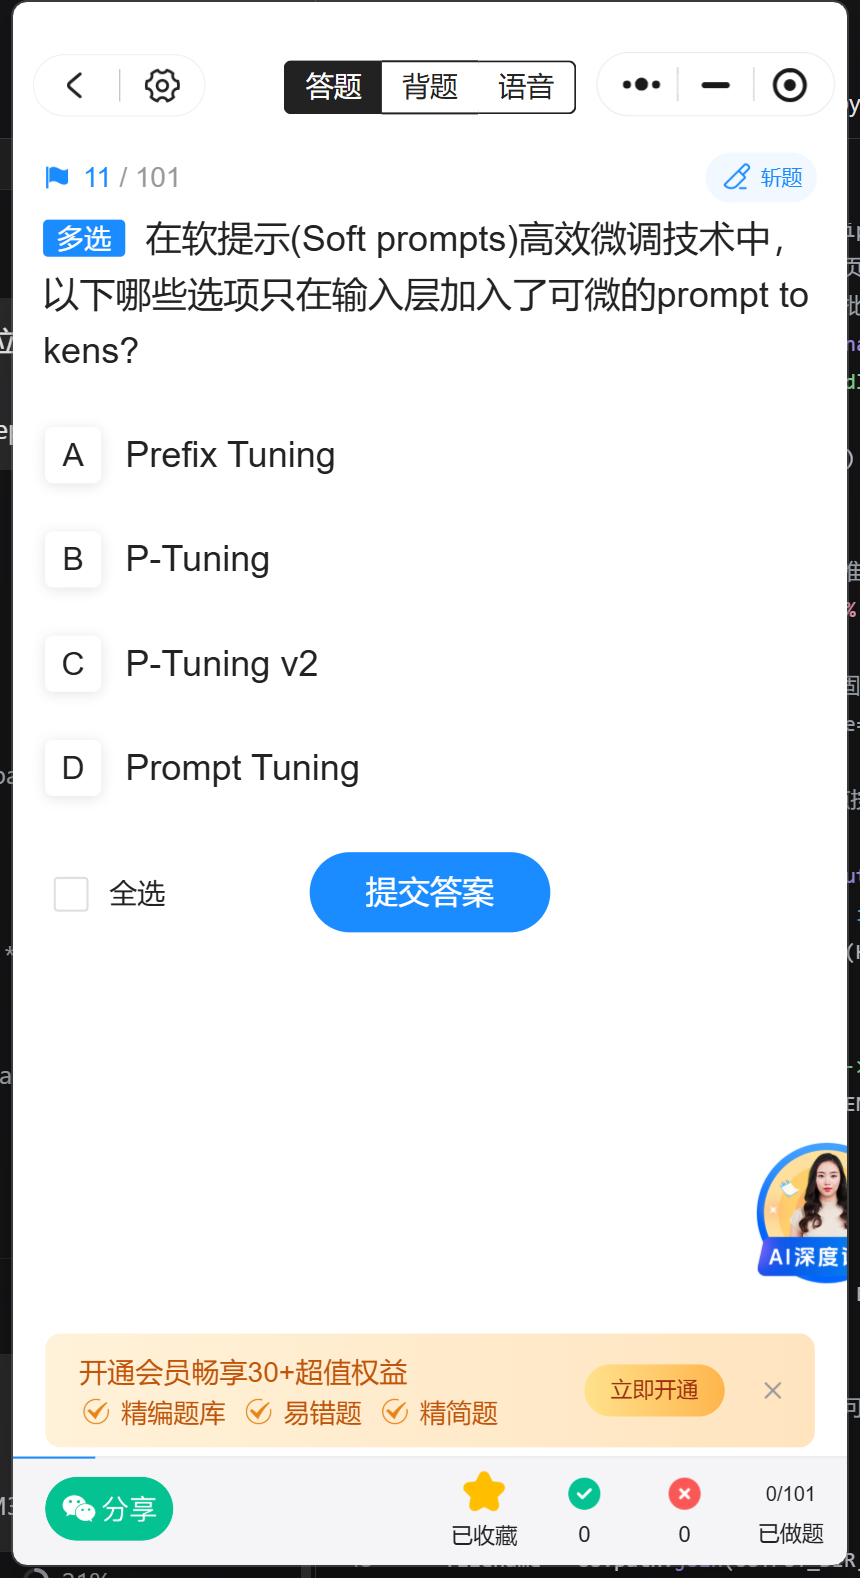 答题 背题 语音
11 / 101
斩题
多选 在软提示(Soft prompts)高效微调技术中，
以下哪些选项只在输入层加入了可微的prompt to
kens?
A Prefix Tuning
B P-Tuning
C P-Tuning v2
D Prompt Tuning
全选
提交答案
AI深度
开通会员畅享30+超值权益
精编题库 易错题 精简题
立即开通
分享
已收藏
0
0
0/101
已做题